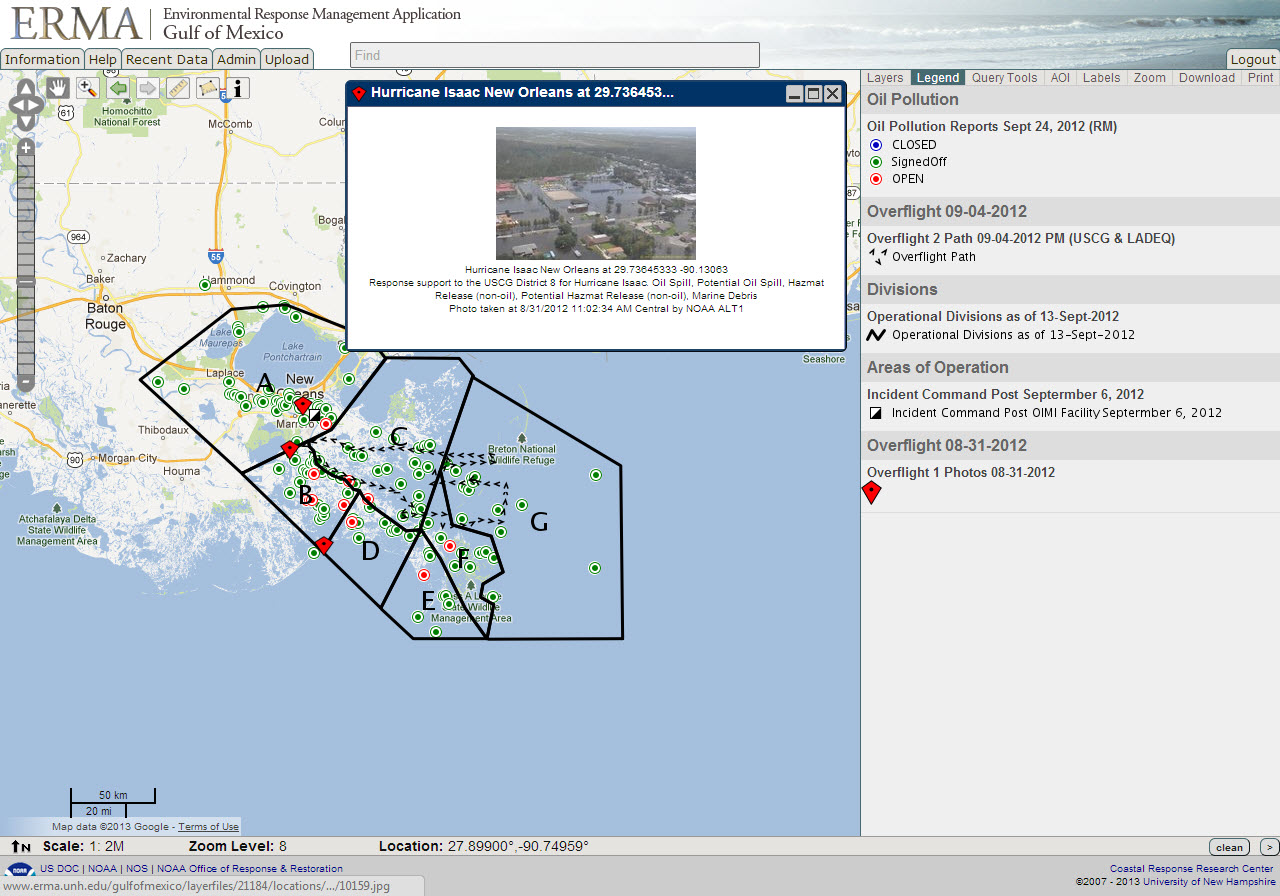 ERMA
Environmental Response Management Application
Gulf of Mexico
Information
Help
Recent Data
Admin
Upload
Find
Logout
Layers
Legend
Query Tools
AOI
Labels
Zoom
Download
Print
Hurricane Isaac New Orleans at 29.736453...
Hurricane Isaac New Orleans at 29.73645333 -90.13063
Response support to the USCG District 8 for Hurricane Isaac. Oil Spill, Potential Oil Spill, Hazmat
Release (non-oil), Potential Hazmat Release (non-oil), Marine Debris
Photo taken at 8/31/2012 11:02:34 AM Central by NOAA ALT1
Oil Pollution
Oil Pollution Reports Sept 24, 2012 (RM)
CLOSED
SignedOff
OPEN
Overflight 09-04-2012
Overflight 2 Path 09-04-2012 PM (USCG & LADEQ)
Overflight Path
Divisions
Operational Divisions as of 13-Sept-2012
Operational Divisions as of 13-Sept-2012
Areas of Operation
Incident Command Post Septermber 6, 2012
Incident Command Post OIMI Facility Septermber 6, 2012
Overflight 08-31-2012
Overflight 1 Photos 08-31-2012
Homochitto
National Forest
61
McComb
964
Zachary
Baker
55
Hammond
Covington
Baton
Rouge
Lake
Maurepas
Lake
Pontchartrain
Laplace
New
A
Thibodaux
90
Morgan City
Houma
Atchafalaya Delta
State Wildlife
Management Area
Seashore
87
C
Breton National
Wildlife Refuge
B
G
D
F
E
Management Area
50 km
20 mi
Map data ©2013 Google - Terms of Use
N
Scale: 1: 2M
Zoom Level: 8
Location: 27.89900°,-90.74959°
clean
>
NOAA
US DOC | NOAA | NOS | NOAA Office of Response & Restoration
Coastal Response Research Center
©2007 - 2013 University of New Hampshire
www.erma.unh.edu/gulfofmexico/layerfiles/21184/locations/.../10159.jpg